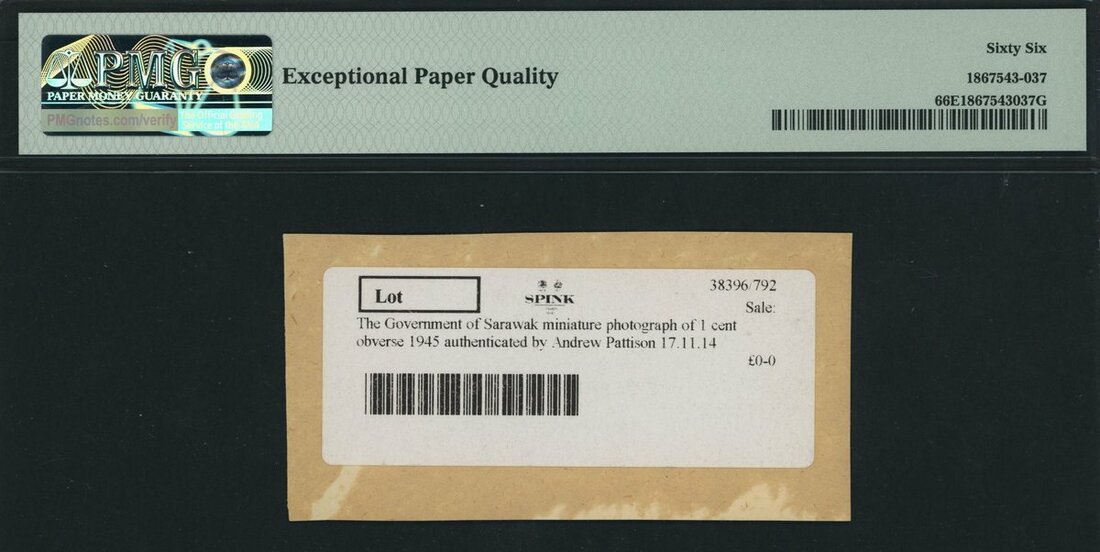 PMG
PAPER MONEY GUARANTY
PMGnotes.com/verify
The Official Grading
Service of the ANA
Exceptional Paper Quality
Sixty Six
1867543-037
66E1867543037G
Lot
SPINK
38396/792
Sale:
The Government of Sarawak miniature photograph of 1 cent
obverse 1945 authenticated by Andrew Pattison 17.11.14
£0-0